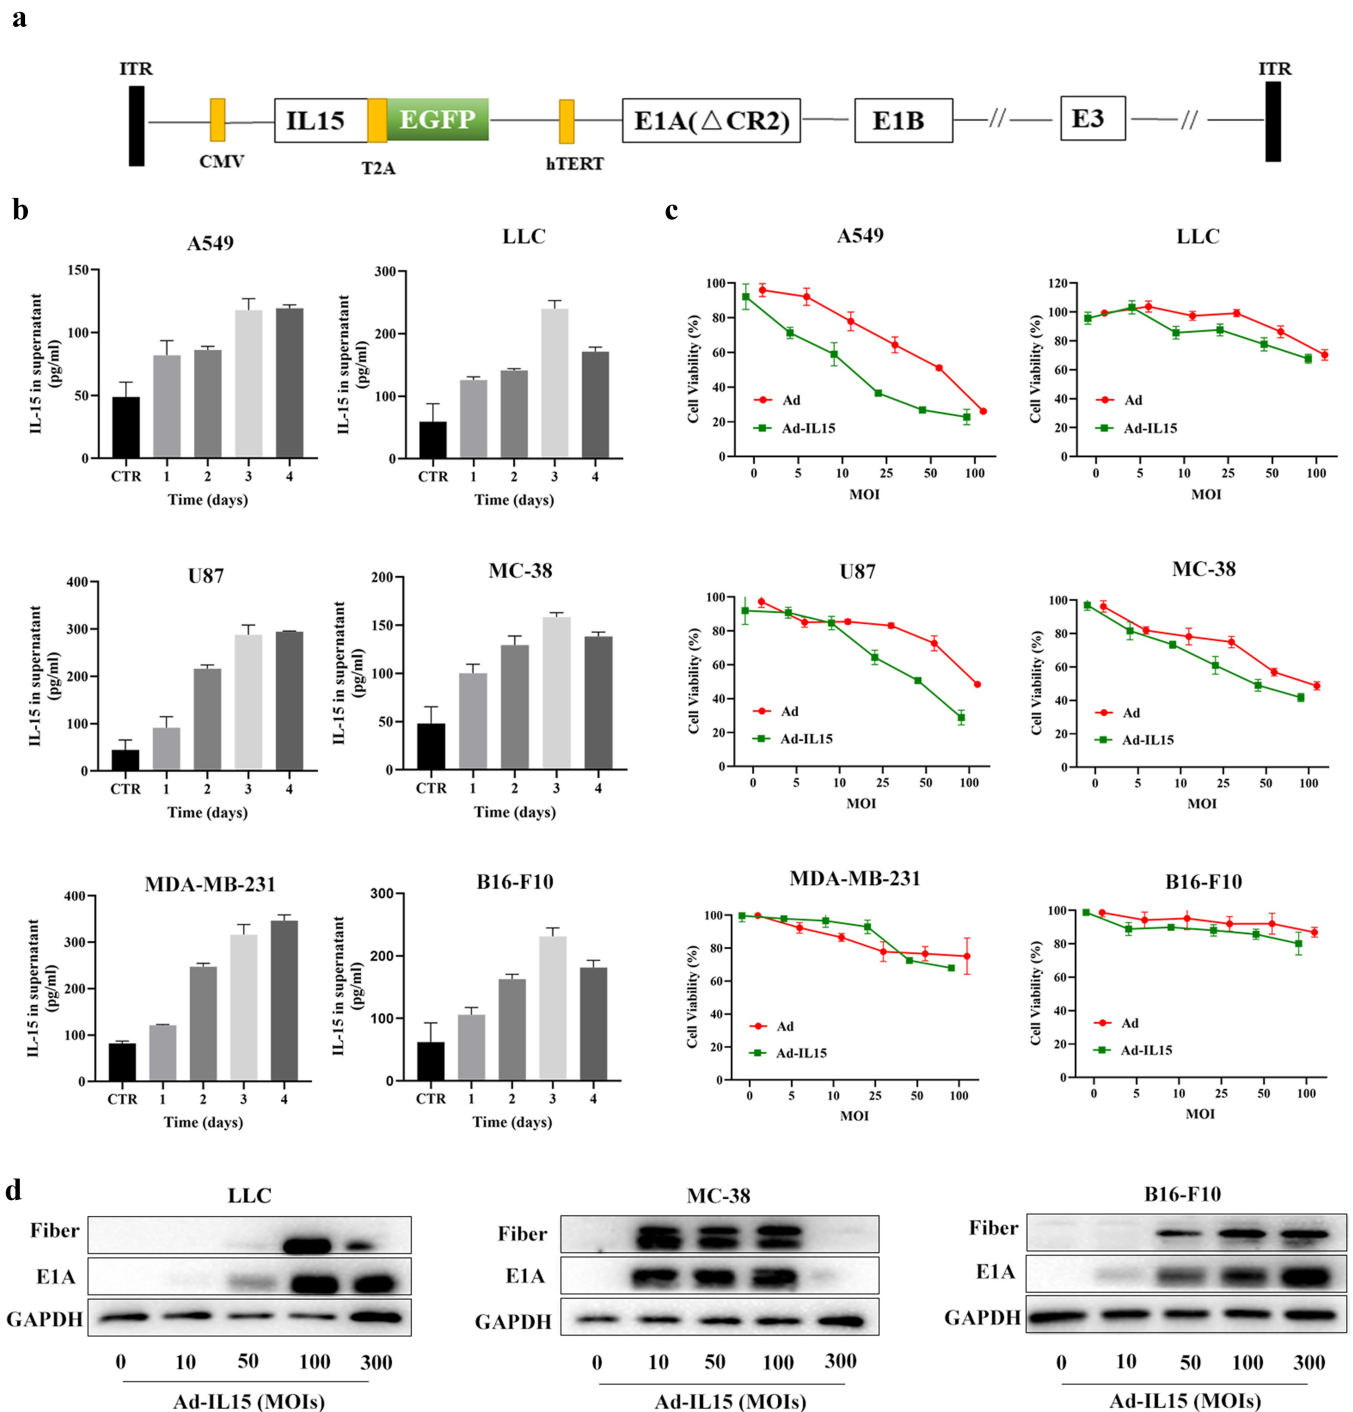 a
ITR
ITR
IL15
EGFP
E1A(△CR2)
E1B
//
E3
//
CMV
T2A
hTERT
b
A549
IL-15 in supernatant
(pg/ml)
150
100
50
0
CTR 1 2 3 4
Time (days)
LLC
IL-15 in supernatant
(pg/ml)
300
200
100
0
CTR 1 2 3 4
Time (days)
U87
IL-15 in supernatant
(pg/ml)
400
300
200
100
0
CTR 1 2 3 4
Time (days)
MC-38
IL-15 in supernatant
(pg/ml)
200
150
100
50
0
CTR 1 2 3 4
Time (days)
MDA-MB-231
IL-15 in supernatant
(pg/ml)
400
300
200
100
0
CTR 1 2 3 4
Time (days)
B16-F10
IL-15 in supernatant
(pg/ml)
300
200
100
0
CTR 1 2 3 4
Time (days)
c
A549
Cell Viability (%)
100
80
60
40
20
0
Ad
Ad-IL15
0 5 10 25 50 100
MOI
LLC
Cell Viability (%)
120
100
80
60
40
20
0
Ad
Ad-IL15
0 5 10 25 50 100
MOI
U87
Cell Viability (%)
100
80
60
40
20
0
Ad
Ad-IL15
0 5 10 25 50 100
MOI
MC-38
Cell Viability (%)
100
80
60
40
20
0
Ad
Ad-IL15
0 5 10 25 50 100
MOI
MDA-MB-231
Cell Viability (%)
100
80
60
40
20
0
Ad
Ad-IL15
0 5 10 25 50 100
MOI
B16-F10
Cell Viability (%)
100
80
60
40
20
0
Ad
Ad-IL15
0 5 10 25 50 100
MOI
d
LLC
Fiber
E1A
GAPDH
0 10 50 100 300
Ad-IL15 (MOIs)
MC-38
Fiber
E1A
GAPDH
0 10 50 100 300
Ad-IL15 (MOIs)
B16-F10
Fiber
E1A
GAPDH
0 10 50 100 300
Ad-IL15 (MOIs)